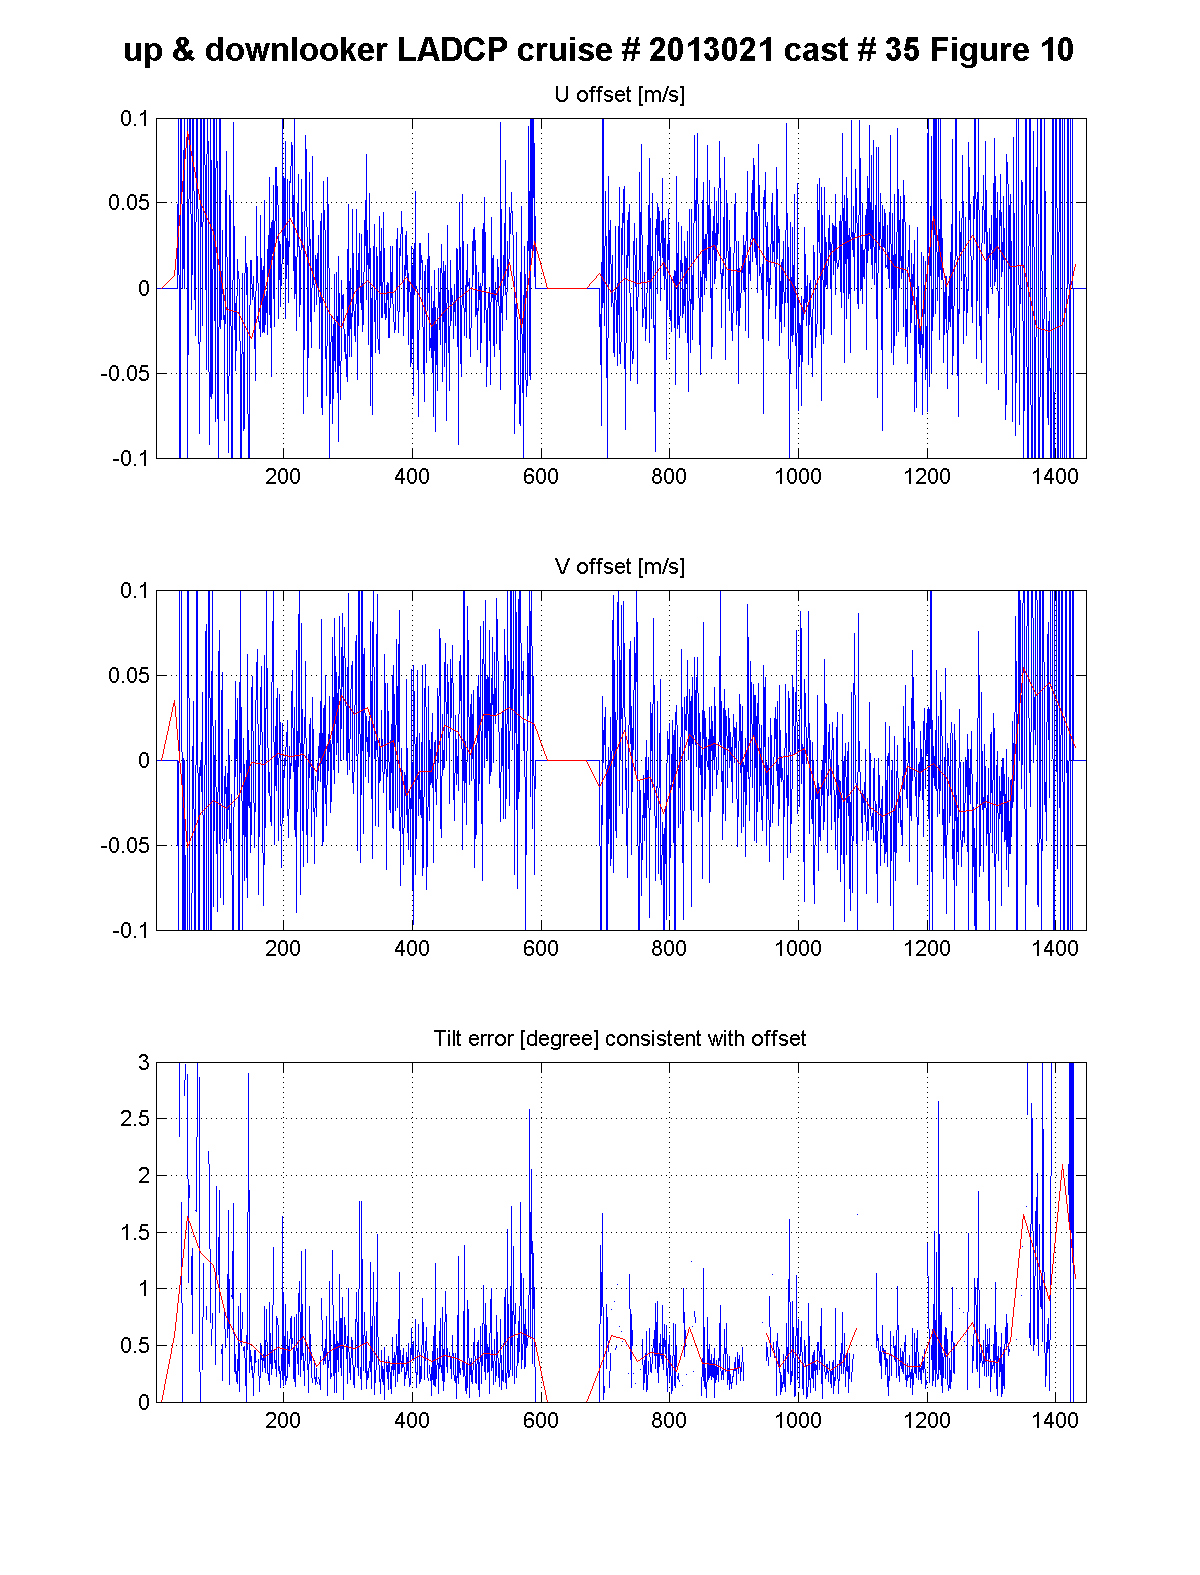 up & downlooker LADCP cruise # 2013021 cast # 35 Figure 10
U offset [m/s]
0.1
0.05
0
-0.05
-0.1
200 400 600 800 1000 1200 1400
V offset [m/s]
0.1
0.05
0
-0.05
-0.1
200 400 600 800 1000 1200 1400
Tilt error [degree] consistent with offset
3
2.5
2
1.5
1
0.5
0
200 400 600 800 1000 1200 1400